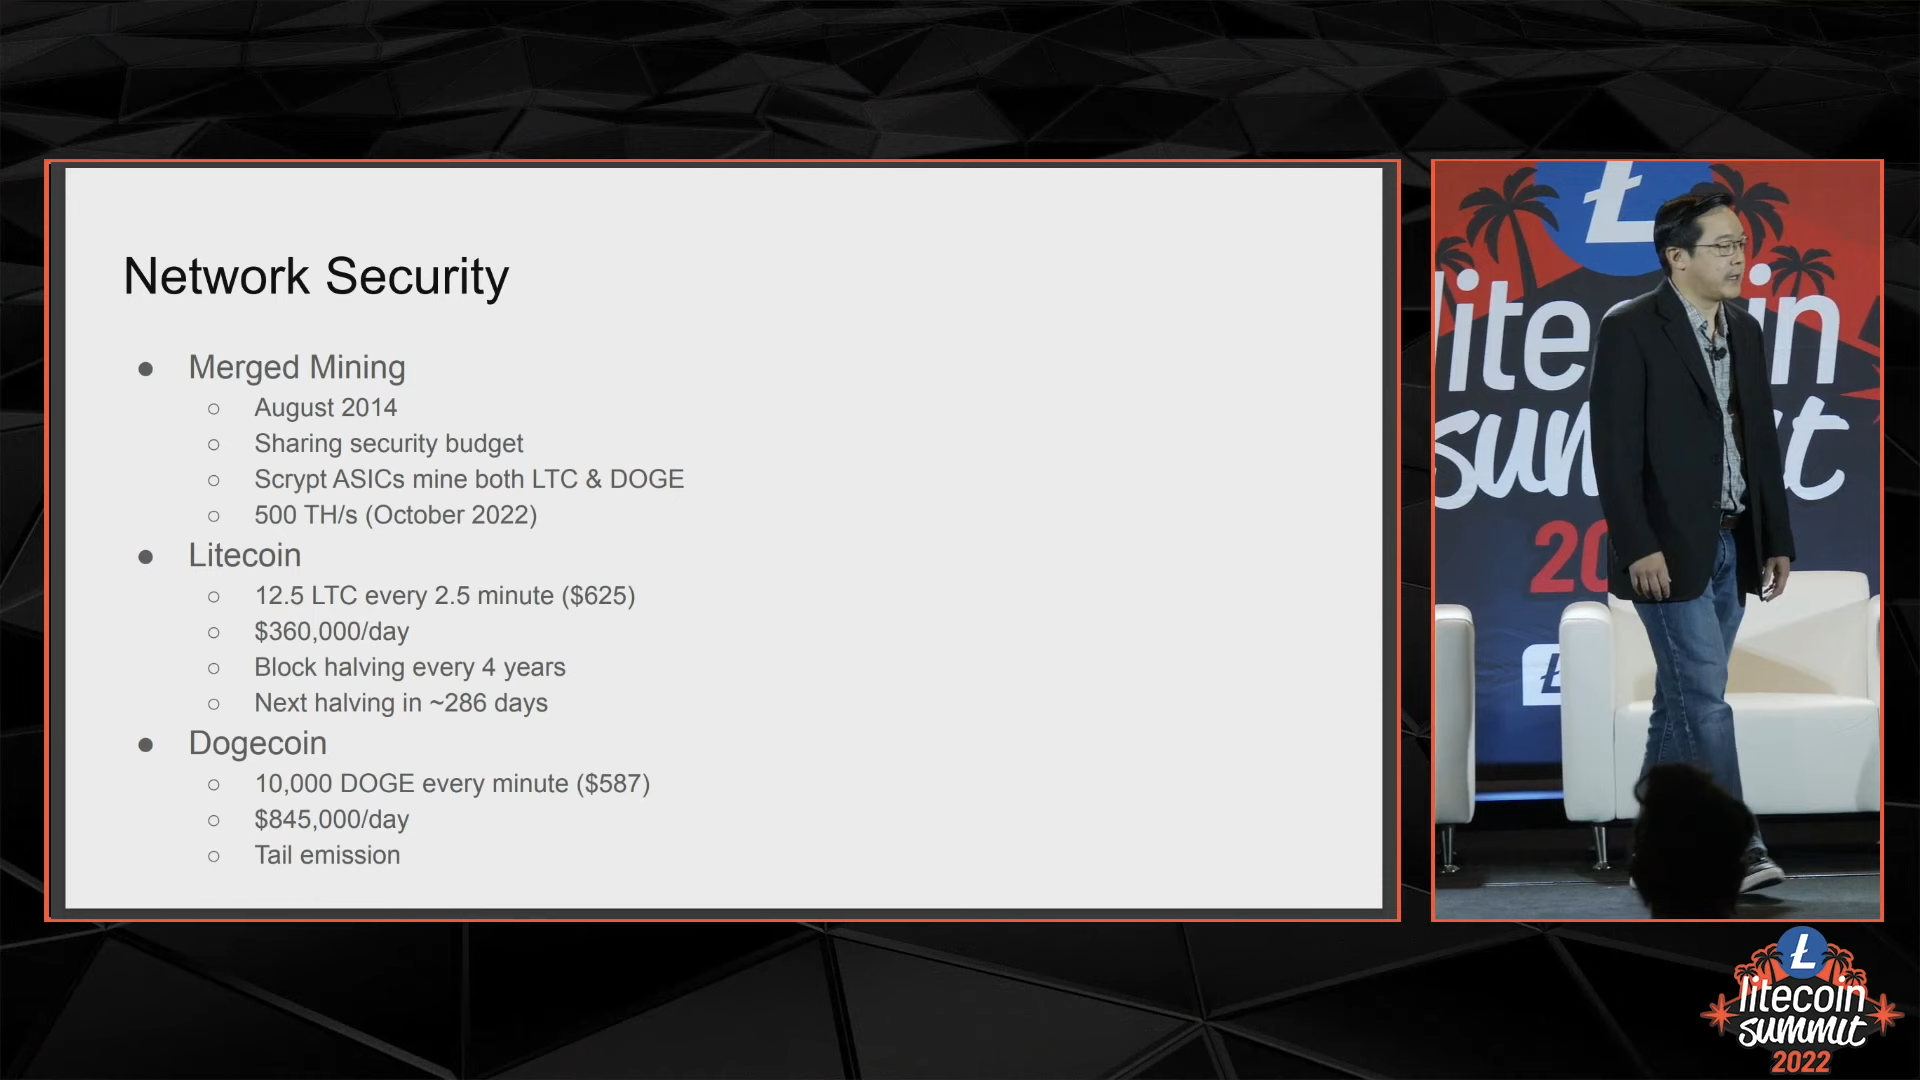 Network Security
● Merged Mining
○ August 2014
○ Sharing security budget
○ Scrypt ASICs mine both LTC & DOGE
○ 500 TH/s (October 2022)
● Litecoin
○ 12.5 LTC every 2.5 minute ($625)
○ $360,000/day
○ Block halving every 4 years
○ Next halving in ~286 days
● Dogecoin
○ 10,000 DOGE every minute ($587)
○ $845,000/day
○ Tail emission
litecoin
summit
2022